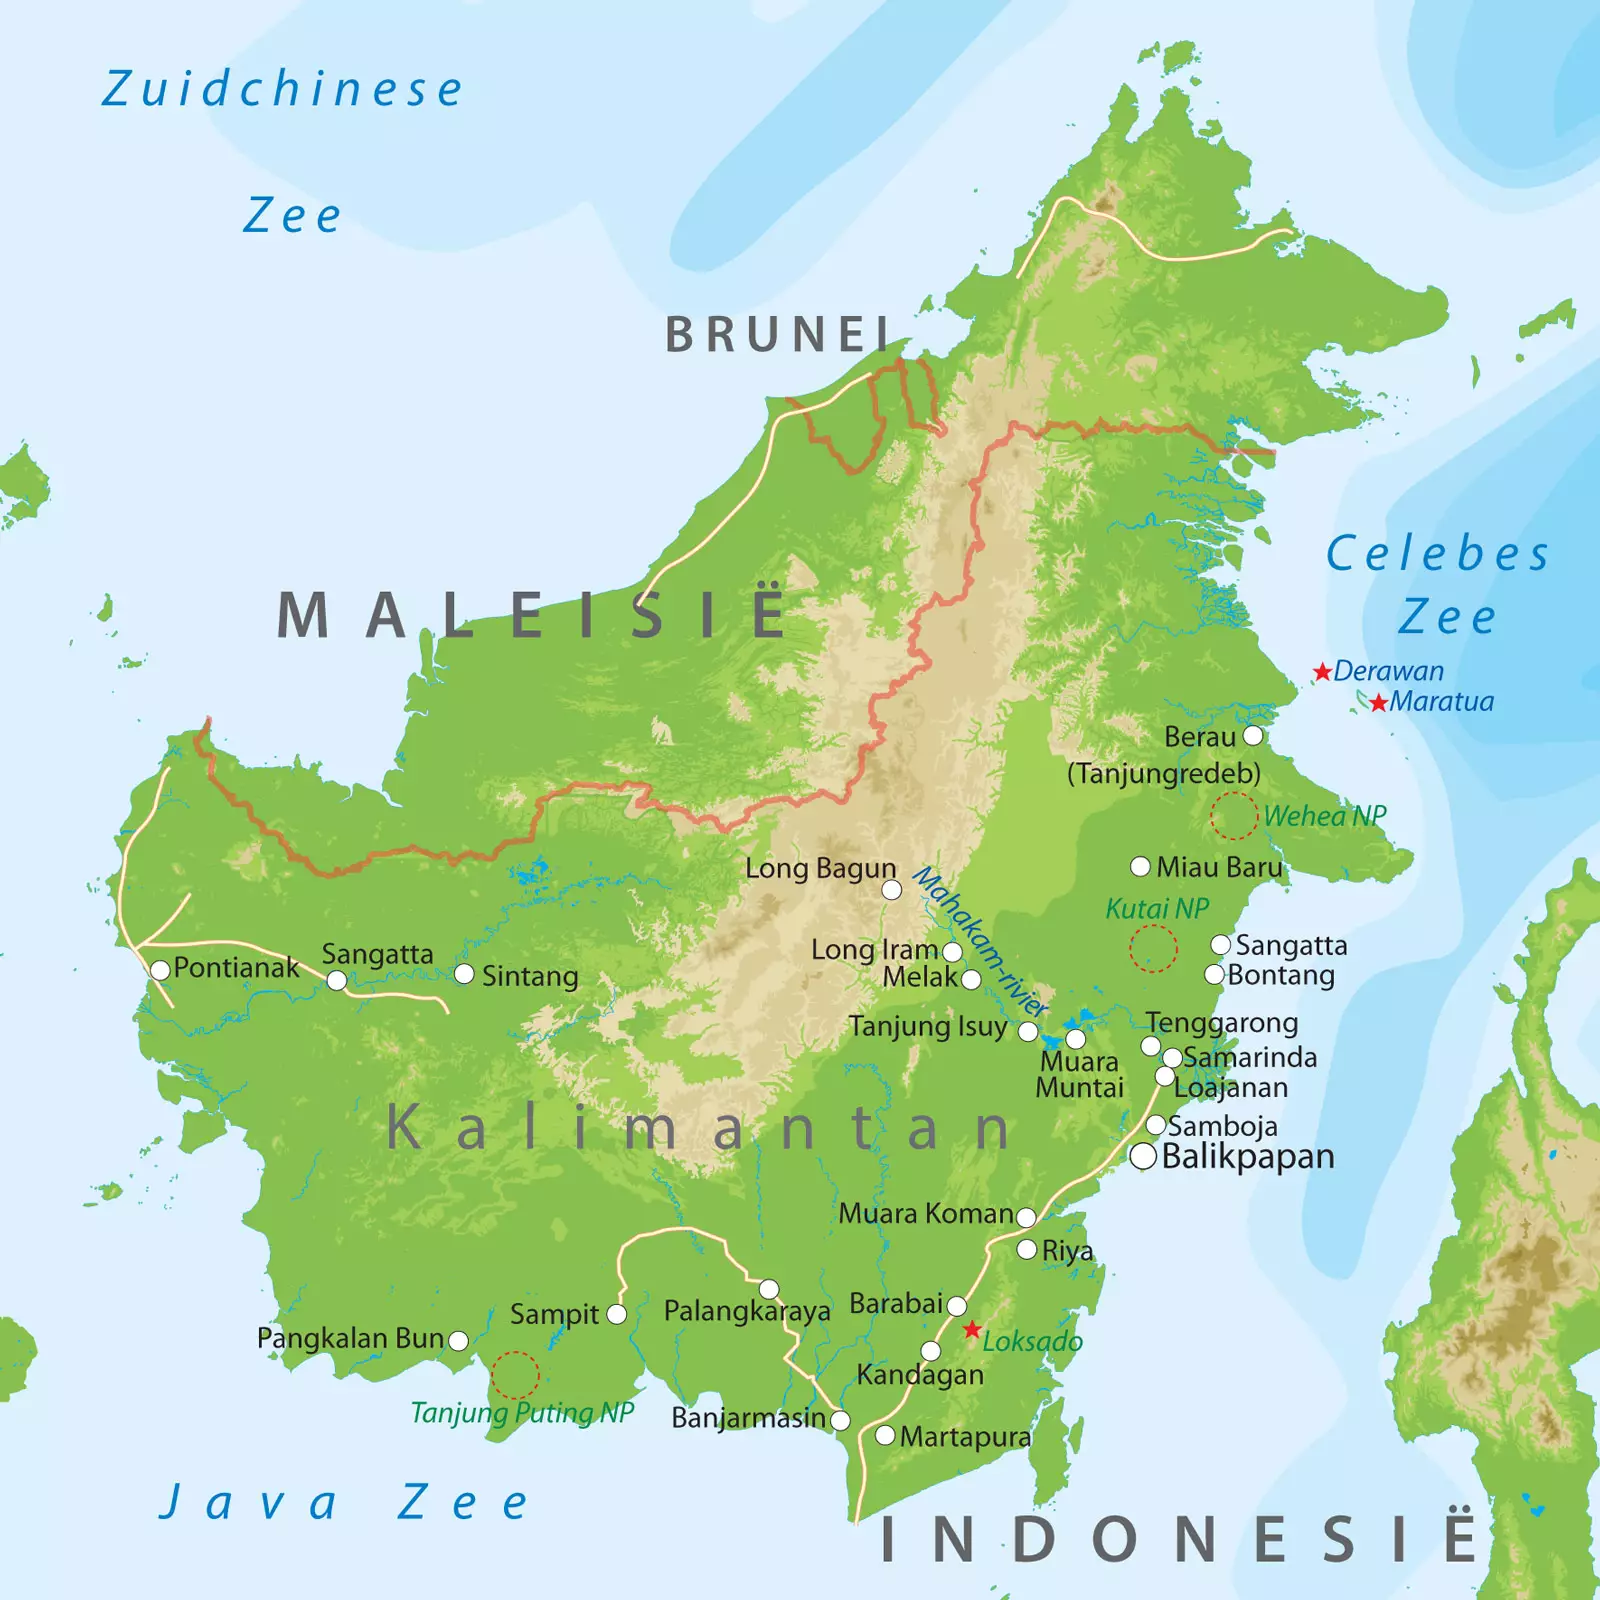 Zuidchinese
Zee
BRUNEI
MALEISIË
Celebes
Zee
Derawan
Maratua
Berau
(Tanjungredeb)
Wehea NP
Long Bagun
Miau Baru
Mahakam-rivier
Kutai NP
Pontianak
Sangatta
Sintang
Long Iram
Melak
Sangatta
Bontang
Tanjung Isuy
Muara
Muntai
Tenggarong
Samarinda
Loajanan
Kalimantan
Samboja
Balikpapan
Muara Koman
Riya
Sampit
Palangkaraya
Barabai
Pangkalan Bun
Loksado
Kandagan
Tanjung Puting NP
Banjarmasin
Martapura
Java Zee
INDONESIË